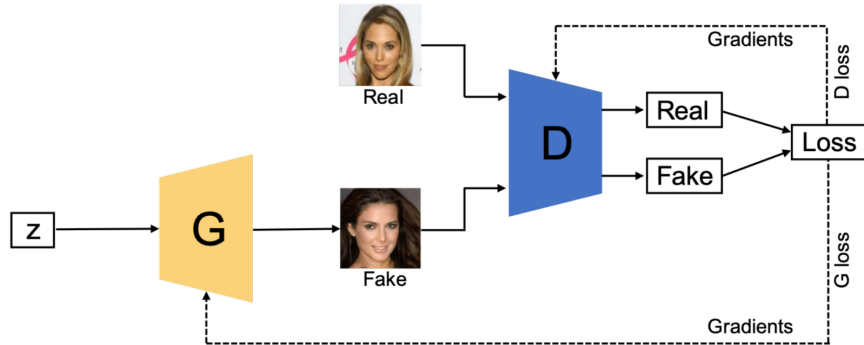 Gradients
D loss
Real
Real
D
Loss
Fake
z
G
Fake
G loss
Gradients